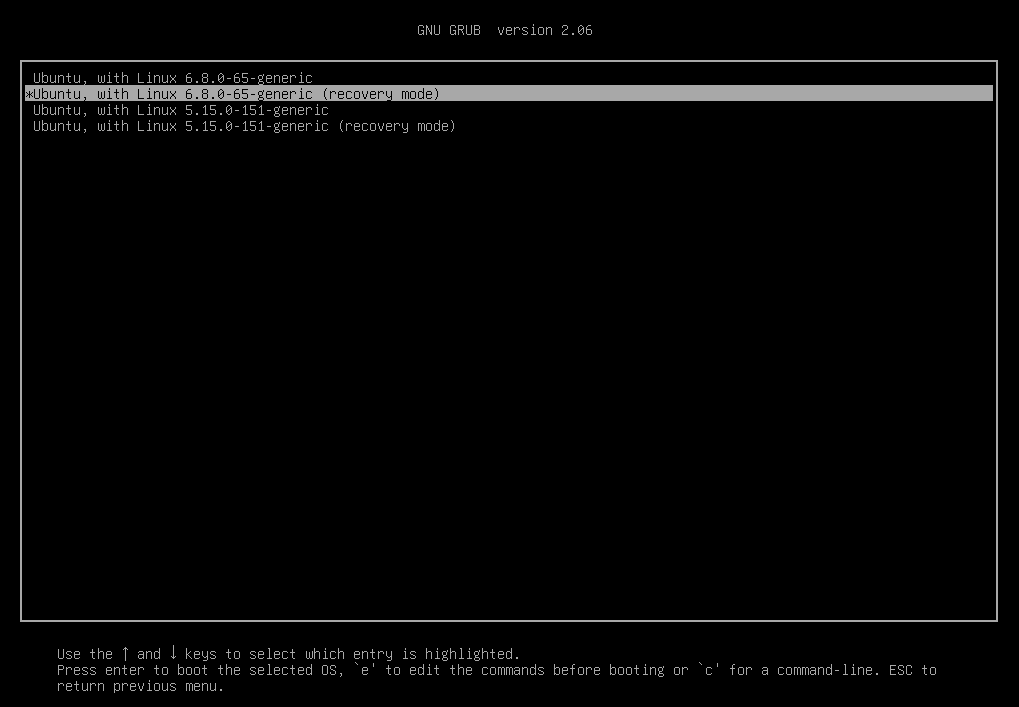 GNU GRUB  version 2.06
Ubuntu, with Linux 6.8.0-65-generic
*Ubuntu, with Linux 6.8.0-65-generic (recovery mode)
Ubuntu, with Linux 5.15.0-151-generic
Ubuntu, with Linux 5.15.0-151-generic (recovery mode)
Use the ↑ and ↓ keys to select which entry is highlighted.
Press enter to boot the selected OS, `e' to edit the commands before booting or `c' for a command-line. ESC to
return previous menu.